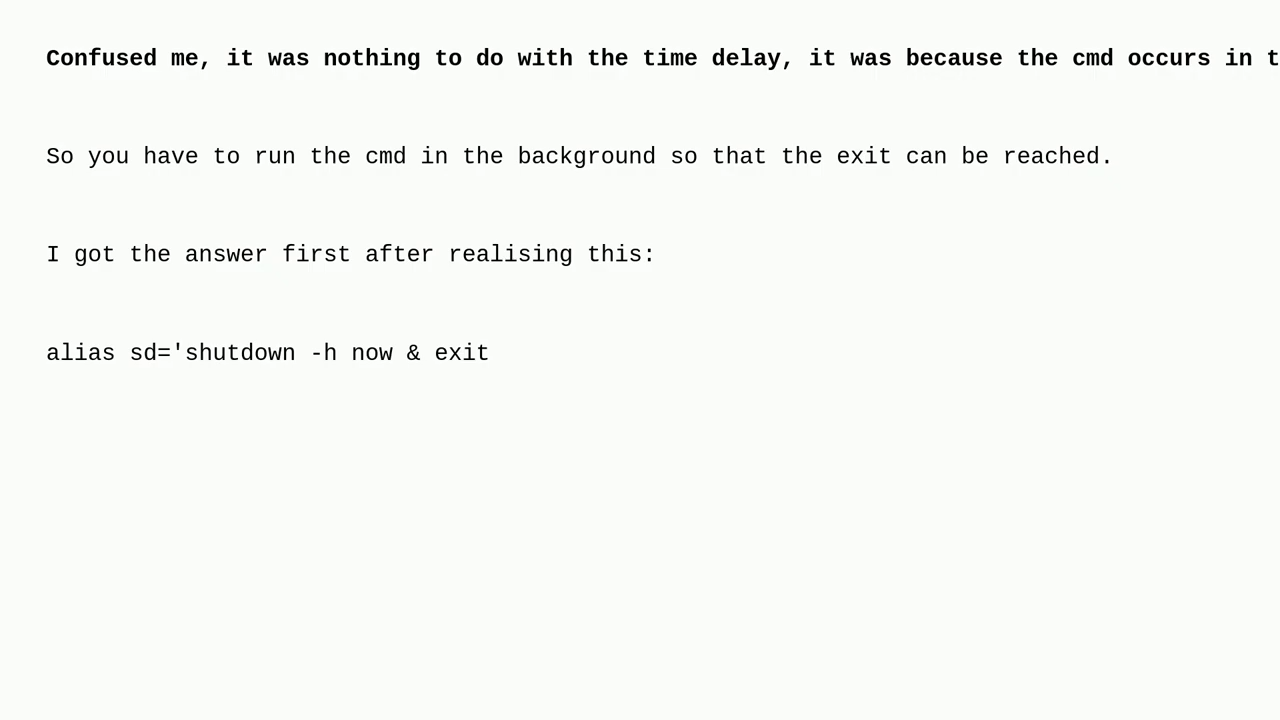 Confused me, it was nothing to do with the time delay, it was because the cmd occurs in
So you have to run the cmd in the background so that the exit can be reached.
I got the answer first after realising this:
alias sd='shutdown -h now & exit